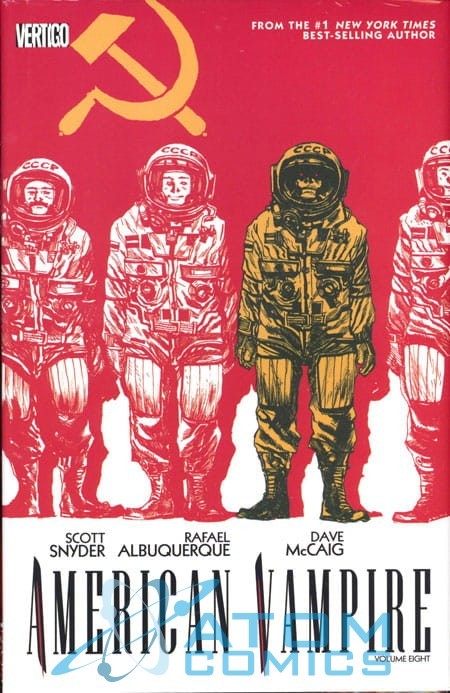 VERTIGO
FROM THE #1 NEW YORK TIMES
BEST-SELLING AUTHOR
CCCP
CCCP
CCCP
CCCP
SCOTT
SNYDER
RAFAEL
ALBUQUERQUE
DAVE
McCAIG
AMERICAN VAMPIRE
VOLUME EIGHT
ATOM
COMICS